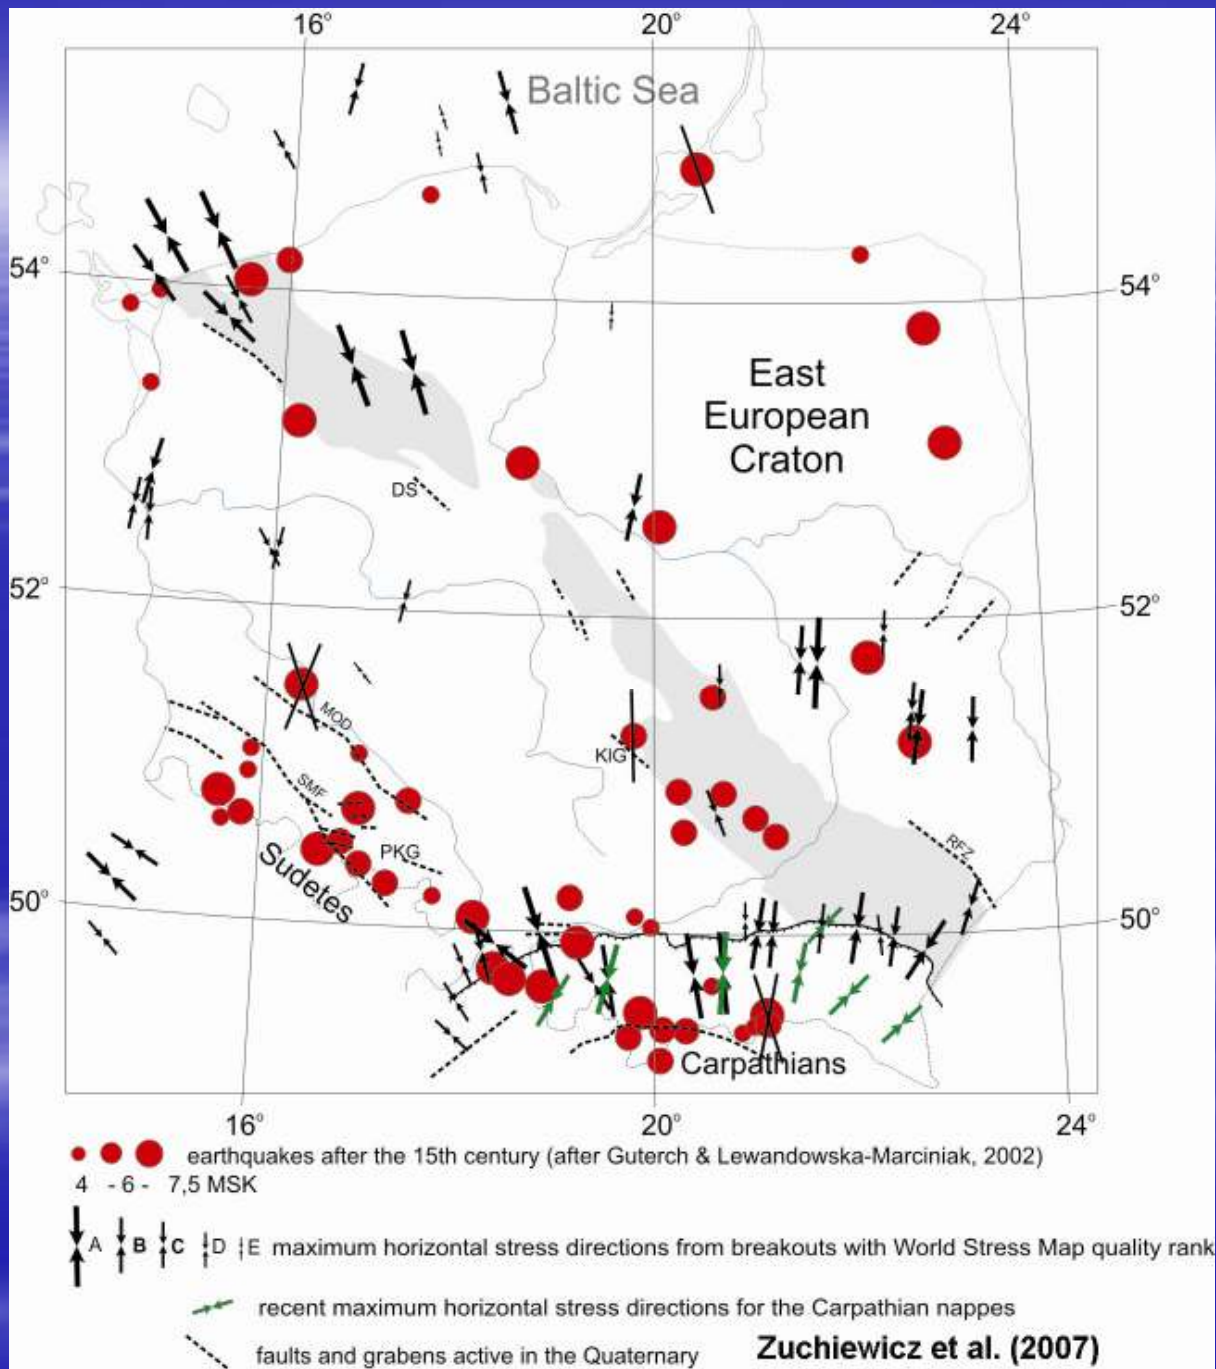 16° 20° 24°
Baltic Sea
54° 54°
East
European
Craton
DS
52° 52°
MOD
KIG
SMF
RFZ
PKG
Sudetes
50° 50°
Carpathians
16° 20° 24°
earthquakes after the 15th century (after Guterch & Lewandowska-Marciniak, 2002)
4 - 6 - 7,5 MSK
A B C D E maximum horizontal stress directions from breakouts with World Stress Map quality rank
recent maximum horizontal stress directions for the Carpathian nappes
faults and grabens active in the Quaternary Zuchiewicz et al. (2007)